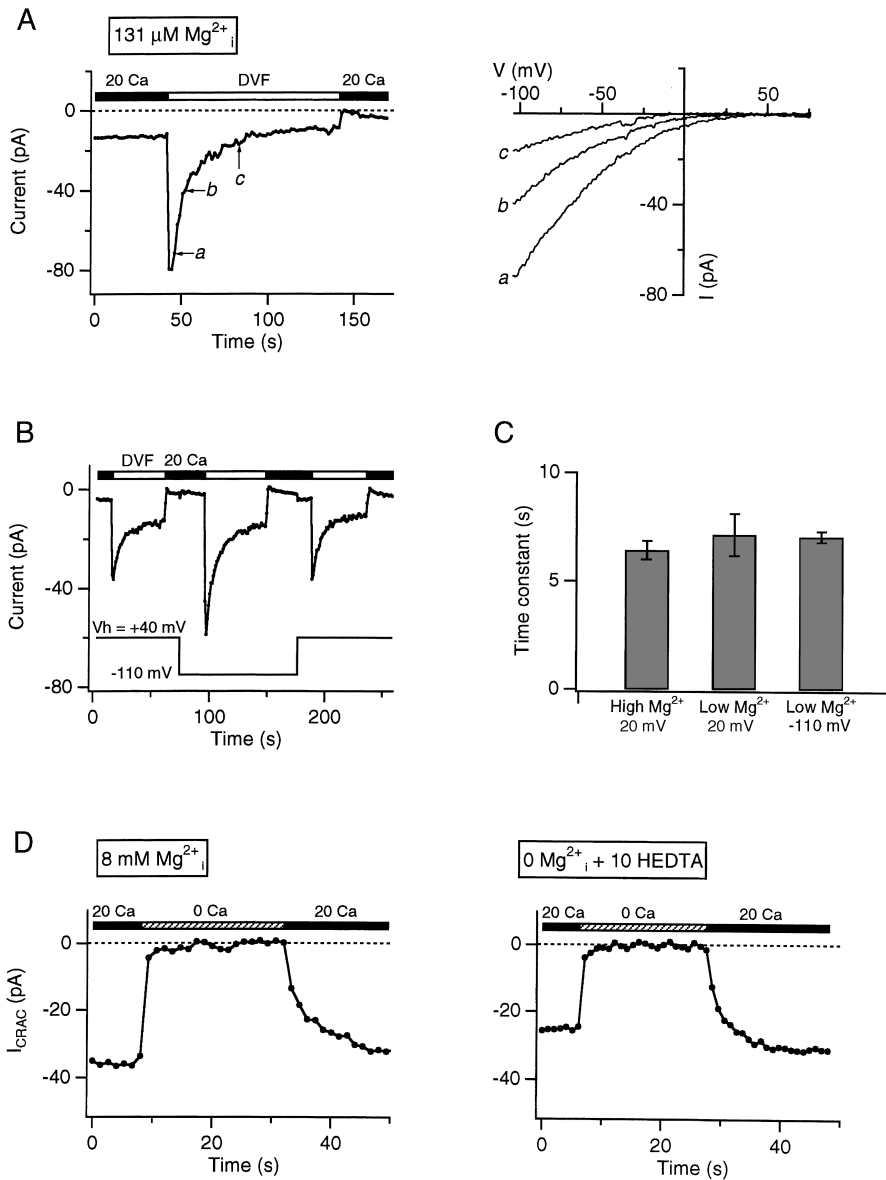 A
131 µM Mg²⁺ᵢ
20 Ca DVF 20 Ca
0
-40
-80
Current (pA)
a
b
c
0 50 100 150
Time (s)
V (mV)
-100 -50 50
c
b
a
-40
-80
I (pA)
B
DVF 20 Ca
0
-40
-80
Current (pA)
Vh = +40 mV
-110 mV
0 100 200
Time (s)
C
10
5
0
Time constant (s)
High Mg²⁺ Low Mg²⁺ Low Mg²⁺
20 mV 20 mV -110 mV
D
8 mM Mg²⁺ᵢ
20 Ca 0 Ca 20 Ca
0
-20
-40
I_CRAC (pA)
0 20 40
Time (s)
0 Mg²⁺ᵢ + 10 HEDTA
20 Ca 0 Ca 20 Ca
0
-20
-40
0 20 40
Time (s)